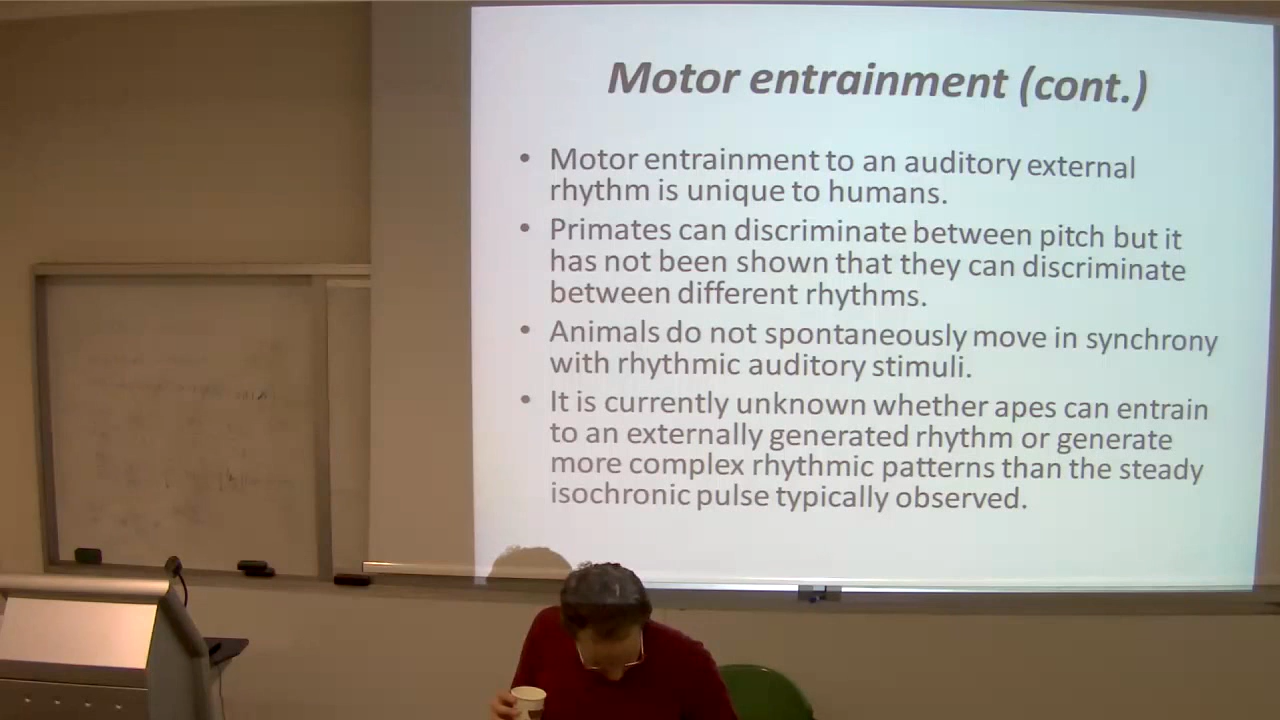 Motor entrainment (cont.)
• Motor entrainment to an auditory external
rhythm is unique to humans.
• Primates can discriminate between pitch but it
has not been shown that they can discriminate
between different rhythms.
• Animals do not spontaneously move in synchrony
with rhythmic auditory stimuli.
• It is currently unknown whether apes can entrain
to an externally generated rhythm or generate
more complex rhythmic patterns than the steady
isochronic pulse typically observed.